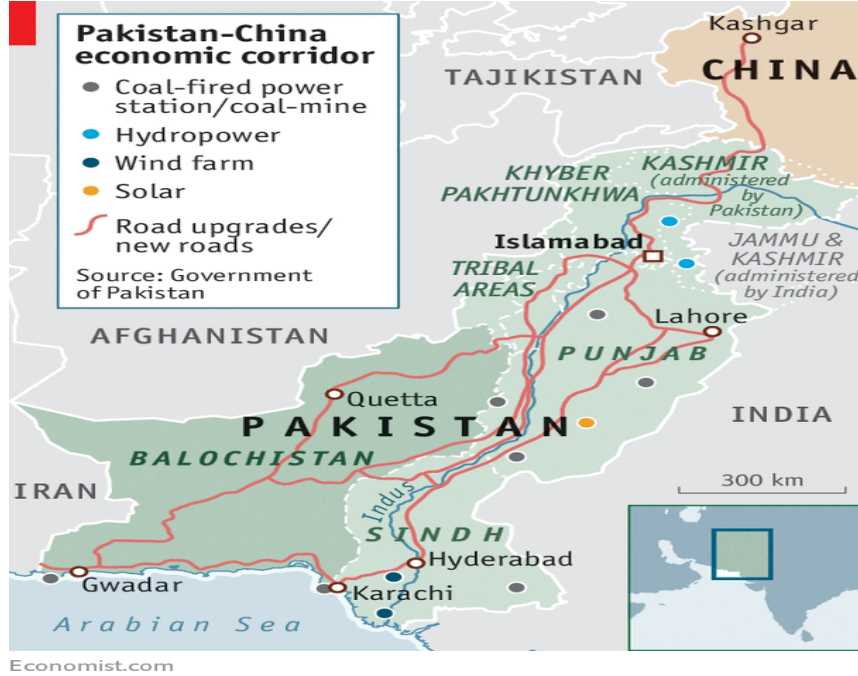 Pakistan-China
economic corridor
Coal-fired power
station/coal-mine
Hydropower
Wind farm
Solar
Road upgrades/
new roads
Source: Government
of Pakistan
Kashgar
CHINA
TAJIKISTAN
KHYBER
PAKHTUNKHWA
KASHMIR
(administered
by
Pakistan)
Islamabad
JAMMU &
KASHMIR
(administered
by India)
TRIBAL
AREAS
Lahore
AFGHANISTAN
PUNJAB
Quetta
PAKISTAN
INDIA
BALOCHISTAN
IRAN
300 km
Indus
SINDH
Hyderabad
Gwadar
Karachi
Arabian Sea
Economist.com